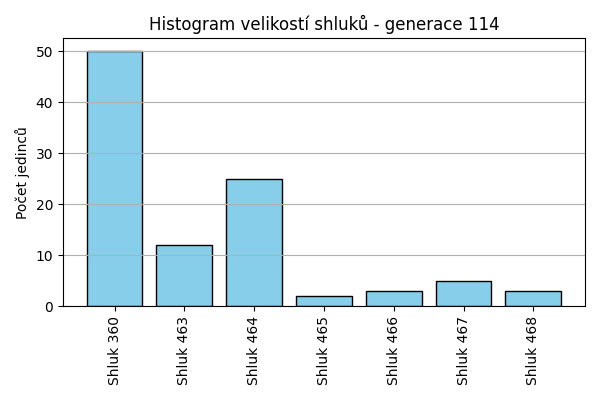 Histogram velikostí shluků - generace 114
Počet jedinců
50
40
30
20
10
0
Shluk 360
Shluk 463
Shluk 464
Shluk 465
Shluk 466
Shluk 467
Shluk 468